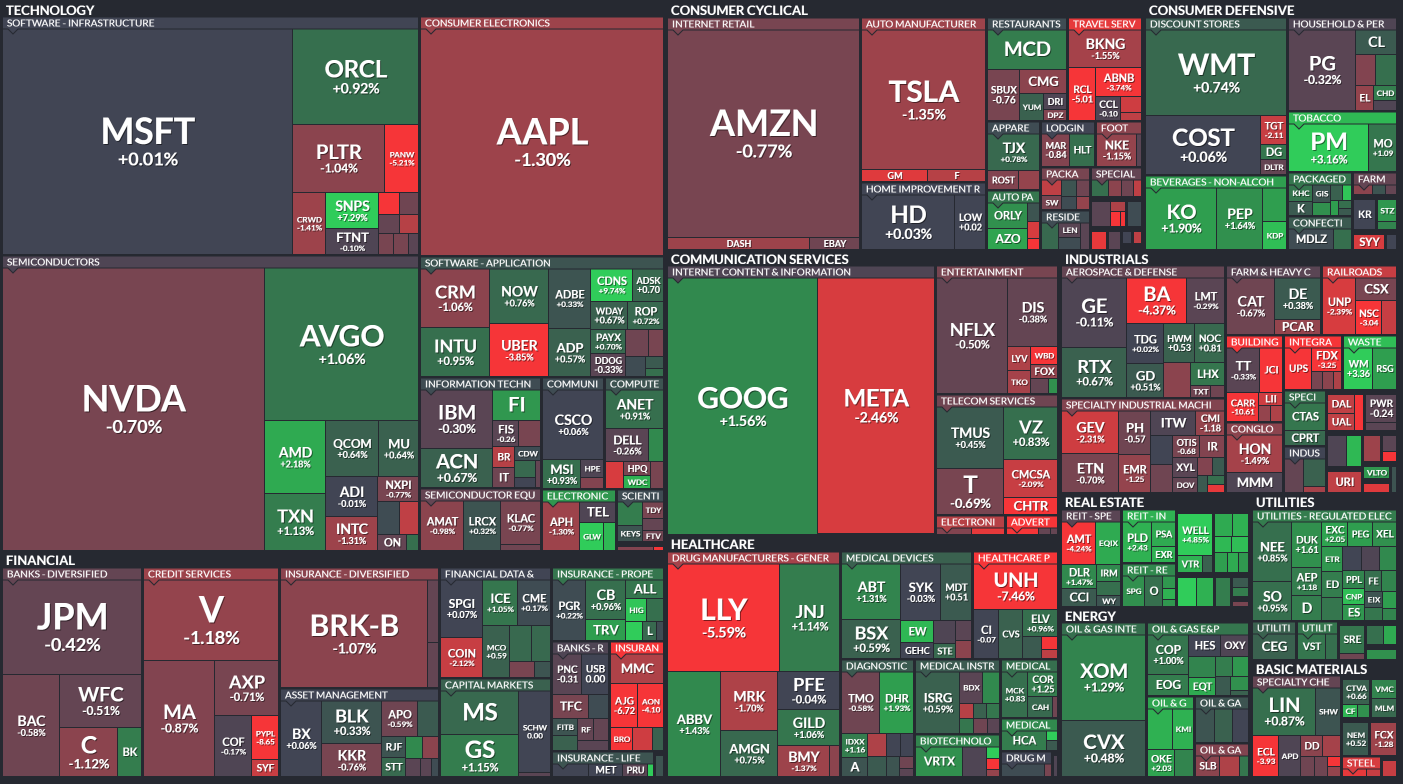 TECHNOLOGY
SOFTWARE - INFRASTRUCTURE
MSFT
+0.01%
ORCL
+0.92%
PLTR
-1.04%
PANW
-5.21%
CRWD
-1.41%
SNPS
+7.29%
FTNT
-0.10%
CONSUMER ELECTRONICS
AAPL
-1.30%
SEMICONDUCTORS
NVDA
-0.70%
AVGO
+1.06%
AMD
+2.18%
QCOM
+0.64%
MU
+0.64%
ADI
-0.01%
NXPI
-0.77%
TXN
+1.13%
INTC
-1.31%
ON
SOFTWARE - APPLICATION
CRM
-1.06%
NOW
+0.76%
ADBE
+0.33%
CDNS
+9.74%
ADSK
+0.70
WDAY
+0.67%
ROP
+0.72%
INTU
+0.95%
UBER
-3.85%
ADP
+0.57%
PAYX
+0.70%
DDOG
-0.33%
INFORMATION TECHN
IBM
-0.30%
FI
FIS
-0.26
ACN
+0.67%
BR
CDW
IT
COMMUNI
CSCO
+0.06%
MSI
+0.93%
HPE
COMPUTE
ANET
+0.91%
DELL
-0.26%
HPQ
WDC
SEMICONDUCTOR EQU
AMAT
-0.98%
LRCX
+0.32%
KLAC
-0.77%
ELECTRONIC
APH
-1.30%
TEL
GLW
SCIENTI
TDY
KEYS
FTV
CONSUMER CYCLICAL
INTERNET RETAIL
AMZN
-0.77%
DASH
EBAY
AUTO MANUFACTURER
TSLA
-1.35%
GM
F
HOME IMPROVEMENT R
HD
+0.03%
LOW
+0.02
RESTAURANTS
MCD
SBUX
-0.76
CMG
YUM
DRI
DPZ
TRAVEL SERV
BKNG
-1.55%
RCL
-5.01
ABNB
-3.74%
CCL
-0.10
APPARE
TJX
+0.78%
ROST
LODGIN
MAR
-0.84
HLT
FOOT
NKE
-1.15%
PACKA
SW
SPECIAL
AUTO PA
ORLY
AZO
RESIDE
LEN
CONSUMER DEFENSIVE
DISCOUNT STORES
WMT
+0.74%
COST
+0.06%
TGT
-2.11
DG
DLTR
HOUSEHOLD & PER
PG
-0.32%
CL
EL
CHD
TOBACCO
PM
+3.16%
MO
+1.09
BEVERAGES - NON-ALCOH
KO
+1.90%
PEP
+1.64%
KDP
PACKAGED
KHC
GIS
K
FARM
KR
STZ
CONFECTI
MDLZ
SYY
COMMUNICATION SERVICES
INTERNET CONTENT & INFORMATION
GOOG
+1.56%
META
-2.46%
ENTERTAINMENT
NFLX
-0.50%
DIS
-0.38%
LYV
WBD
FOX
TKO
TELECOM SERVICES
TMUS
+0.45%
VZ
+0.83%
T
-0.69%
CMCSA
-2.09%
CHTR
ELECTRONI
ADVERT
INDUSTRIALS
AEROSPACE & DEFENSE
GE
-0.11%
BA
-4.37%
LMT
-0.29%
RTX
+0.67%
TDG
+0.02%
HWM
+0.53
NOC
+0.81
GD
+0.51%
LHX
TXT
FARM & HEAVY C
CAT
-0.67%
DE
+0.38%
PCAR
RAILROADS
UNP
-2.39%
CSX
NSC
-3.04
BUILDING
TT
-0.33%
JCI
CARR
-10.61
LII
INTEGRA
UPS
FDX
-3.25
WASTE
WM
+3.36
RSG
SPECIALTY INDUSTRIAL MACHI
GEV
-2.31%
PH
-0.57
ITW
CMI
-1.18
ETN
-0.70%
EMR
-1.25
OTIS
-0.68
IR
XYL
DOV
SPECI
CTAS
DAL
UAL
PWR
-0.24
CONGLO
HON
-1.49%
MMM
CPRT
INDUS
URI
VLTO
FINANCIAL
BANKS - DIVERSIFIED
JPM
-0.42%
BAC
-0.58%
WFC
-0.51%
C
-1.12%
BK
CREDIT SERVICES
V
-1.18%
MA
-0.87%
AXP
-0.71%
COF
-0.17%
PYPL
-8.65
SYF
INSURANCE - DIVERSIFIED
BRK-B
-1.07%
ASSET MANAGEMENT
BX
+0.06%
BLK
+0.33%
APO
-0.59%
KKR
-0.76%
RJF
STT
FINANCIAL DATA &
SPGI
+0.07%
ICE
+1.05%
CME
+0.17%
COIN
-2.12%
MCO
+0.59
CAPITAL MARKETS
MS
GS
+1.15%
SCHW
0.00
INSURANCE - PROPE
PGR
+0.22%
CB
+0.96%
ALL
HIG
TRV
L
BANKS - R
PNC
-0.31
USB
0.00
TFC
FITB
RF
INSURAN
MMC
AJG
-6.72
AON
-4.10
BRO
INSURANCE - LIFE
MET
PRU
HEALTHCARE
DRUG MANUFACTURERS - GENER
LLY
-5.59%
JNJ
+1.14%
ABBV
+1.43%
MRK
-1.70%
PFE
-0.04%
AMGN
+0.75%
GILD
+1.06%
BMY
-1.37%
MEDICAL DEVICES
ABT
+1.31%
SYK
-0.03%
MDT
+0.51
BSX
+0.59%
EW
GEHC
STE
HEALTHCARE P
UNH
-7.46%
CI
-0.07
CVS
ELV
+0.96%
DIAGNOSTIC
TMO
-0.58%
DHR
+1.93%
IDXX
+1.16
A
MEDICAL INSTR
ISRG
+0.59%
BDX
MEDICAL
MCK
+0.83
COR
+1.25
CAH
BIOTECHNOLO
VRTX
MEDICAL
HCA
DRUG M
REAL ESTATE
REIT - SPE
AMT
-4.24%
EQIX
DLR
+1.47%
IRM
CCI
WY
REIT - IN
PLD
+2.43
PSA
EXR
REIT - RE
SPG
O
WELL
+4.85%
VTR
UTILITIES
UTILITIES - REGULATED ELEC
NEE
+0.85%
DUK
+1.61
EXC
+2.05
PEG
XEL
ETR
SO
+0.95%
AEP
+1.18
ED
PPL
FE
D
CNP
EIX
ES
UTILITI
CEG
UTILIT
VST
SRE
ENERGY
OIL & GAS INTE
XOM
+1.29%
CVX
+0.48%
OIL & GAS E&P
COP
+1.00%
HES
OXY
EOG
EQT
OIL & G
KMI
OKE
+2.03
OIL & GA
OIL & GA
SLB
BASIC MATERIALS
SPECIALTY CHE
LIN
+0.87%
SHW
ECL
-3.93
APD
DD
CTVA
+0.66
CF
VMC
MLM
NEM
+0.52
FCX
-1.28
STEEL